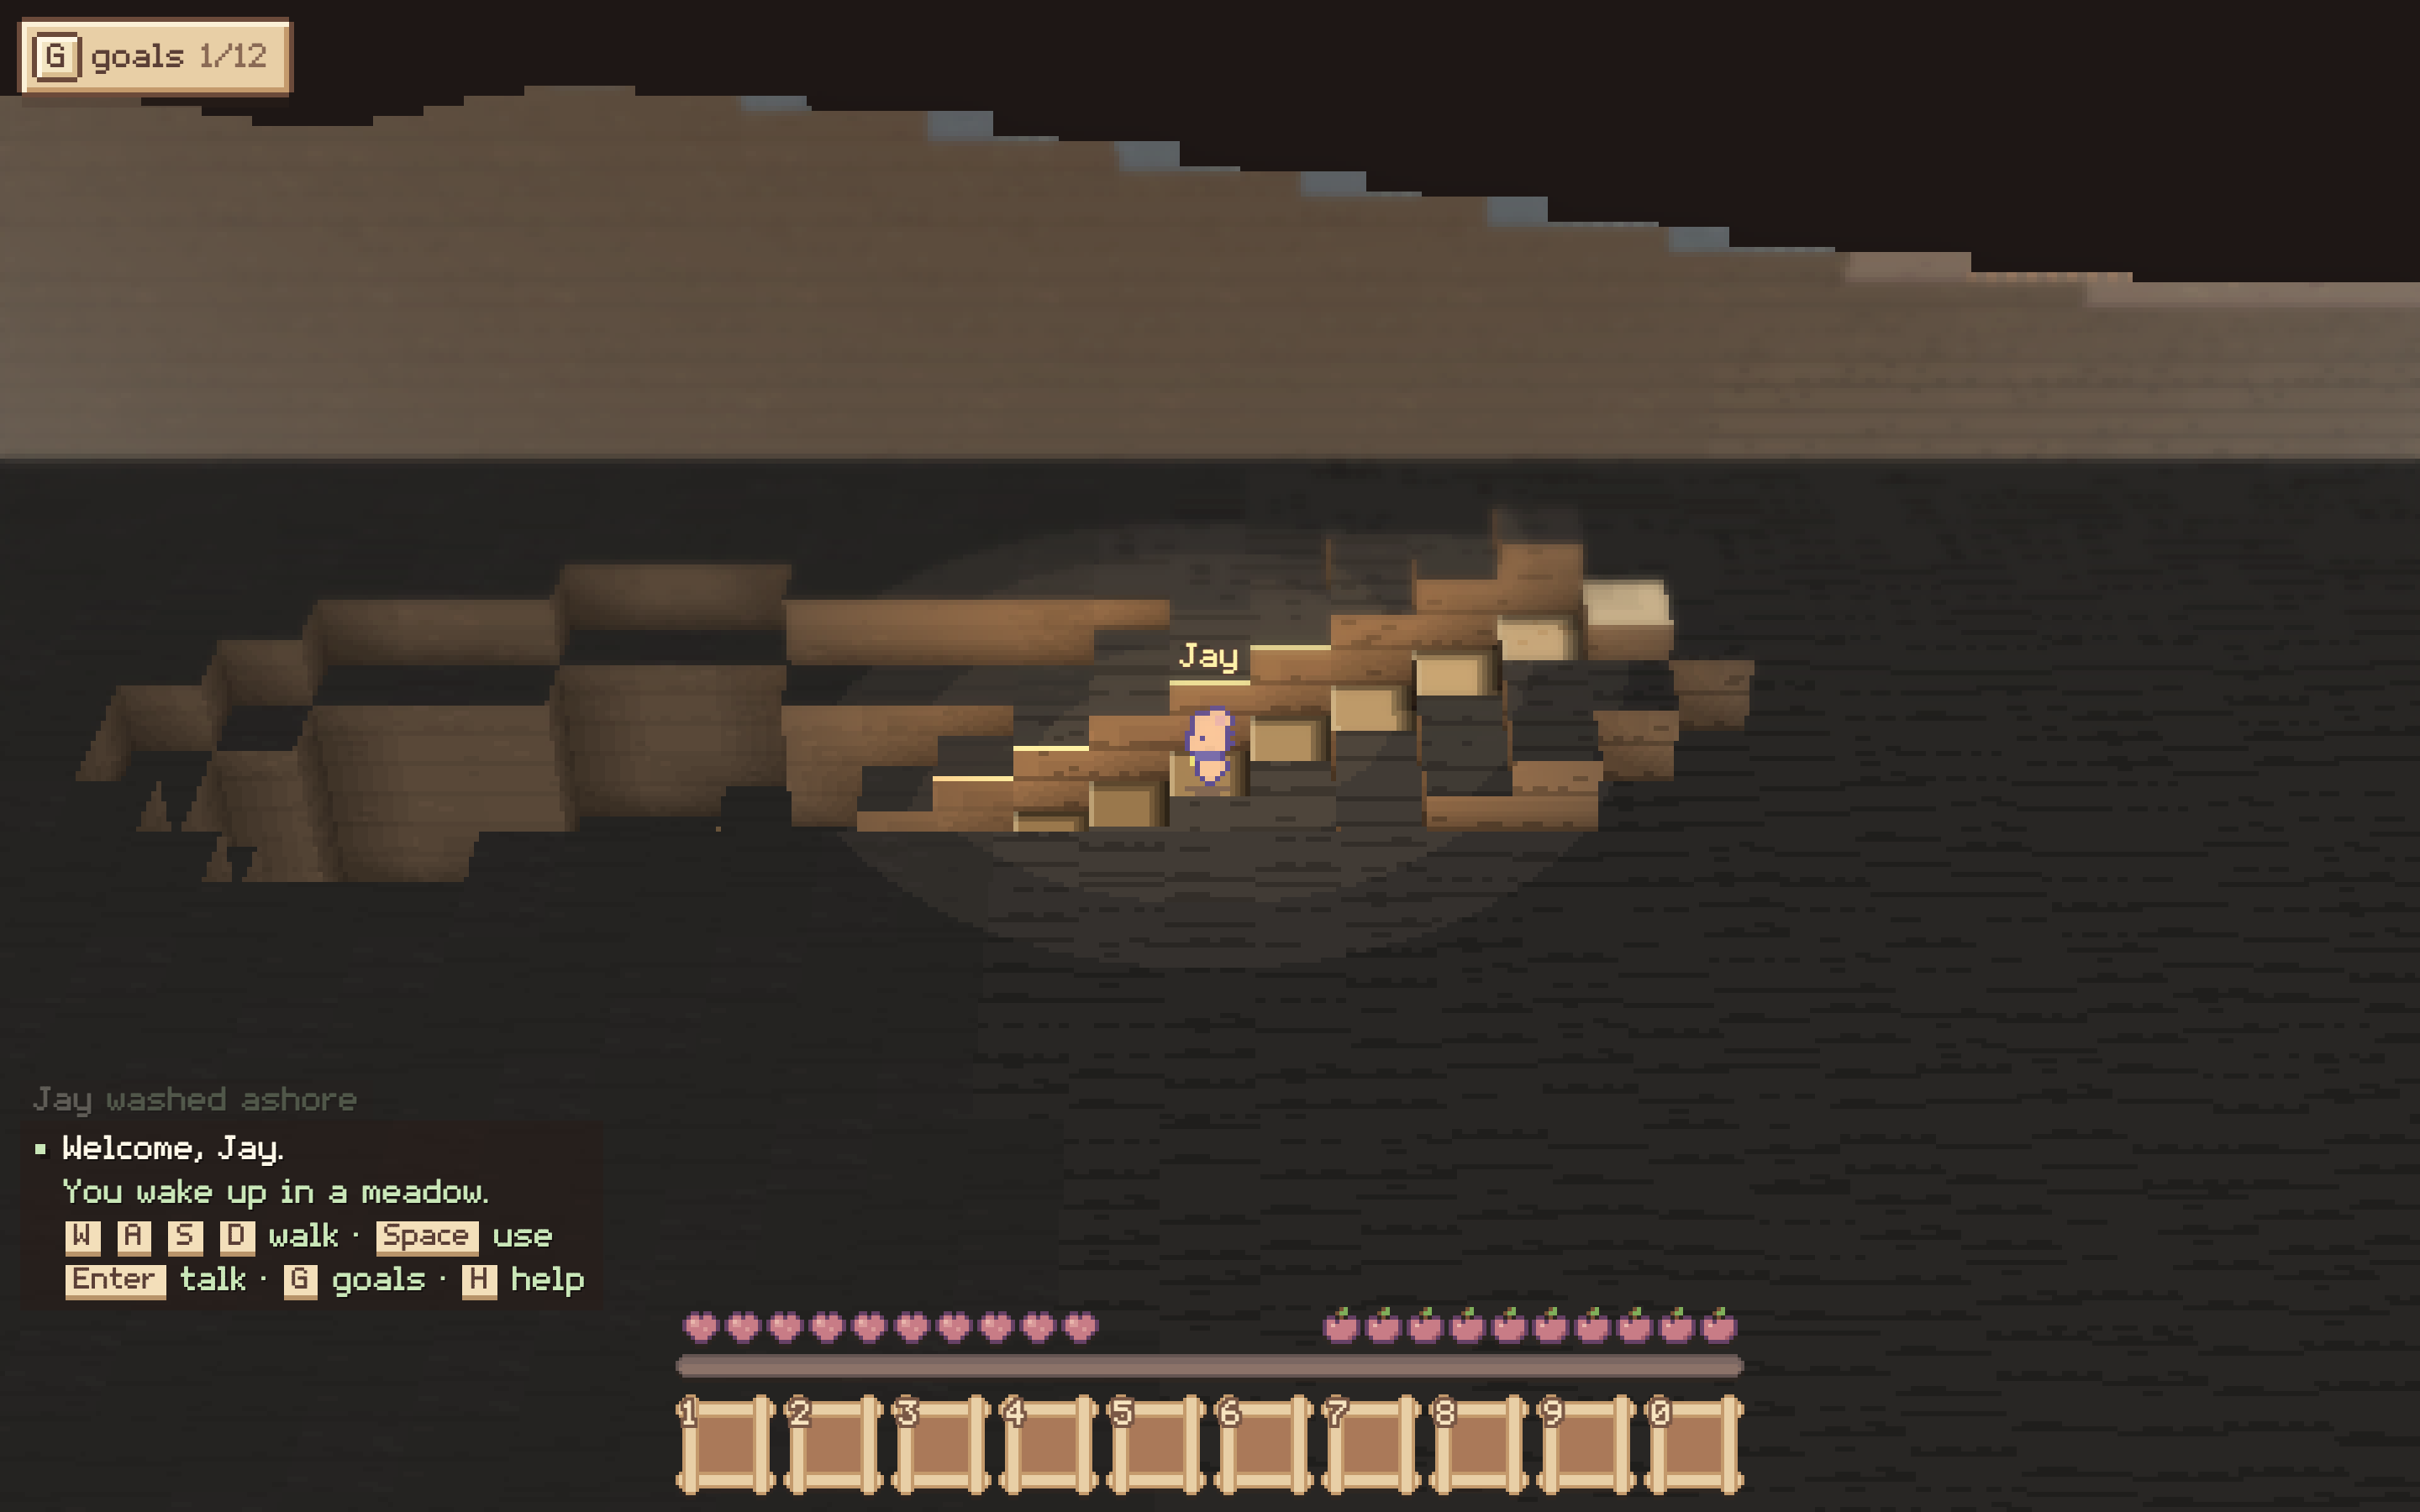 G goals 1/12
Jay
Jay washed ashore
Welcome, Jay.
You wake up in a meadow.
W A S D walk · Space use
Enter talk · G goals · H help
1 2 3 4 5 6 7 8 9 0